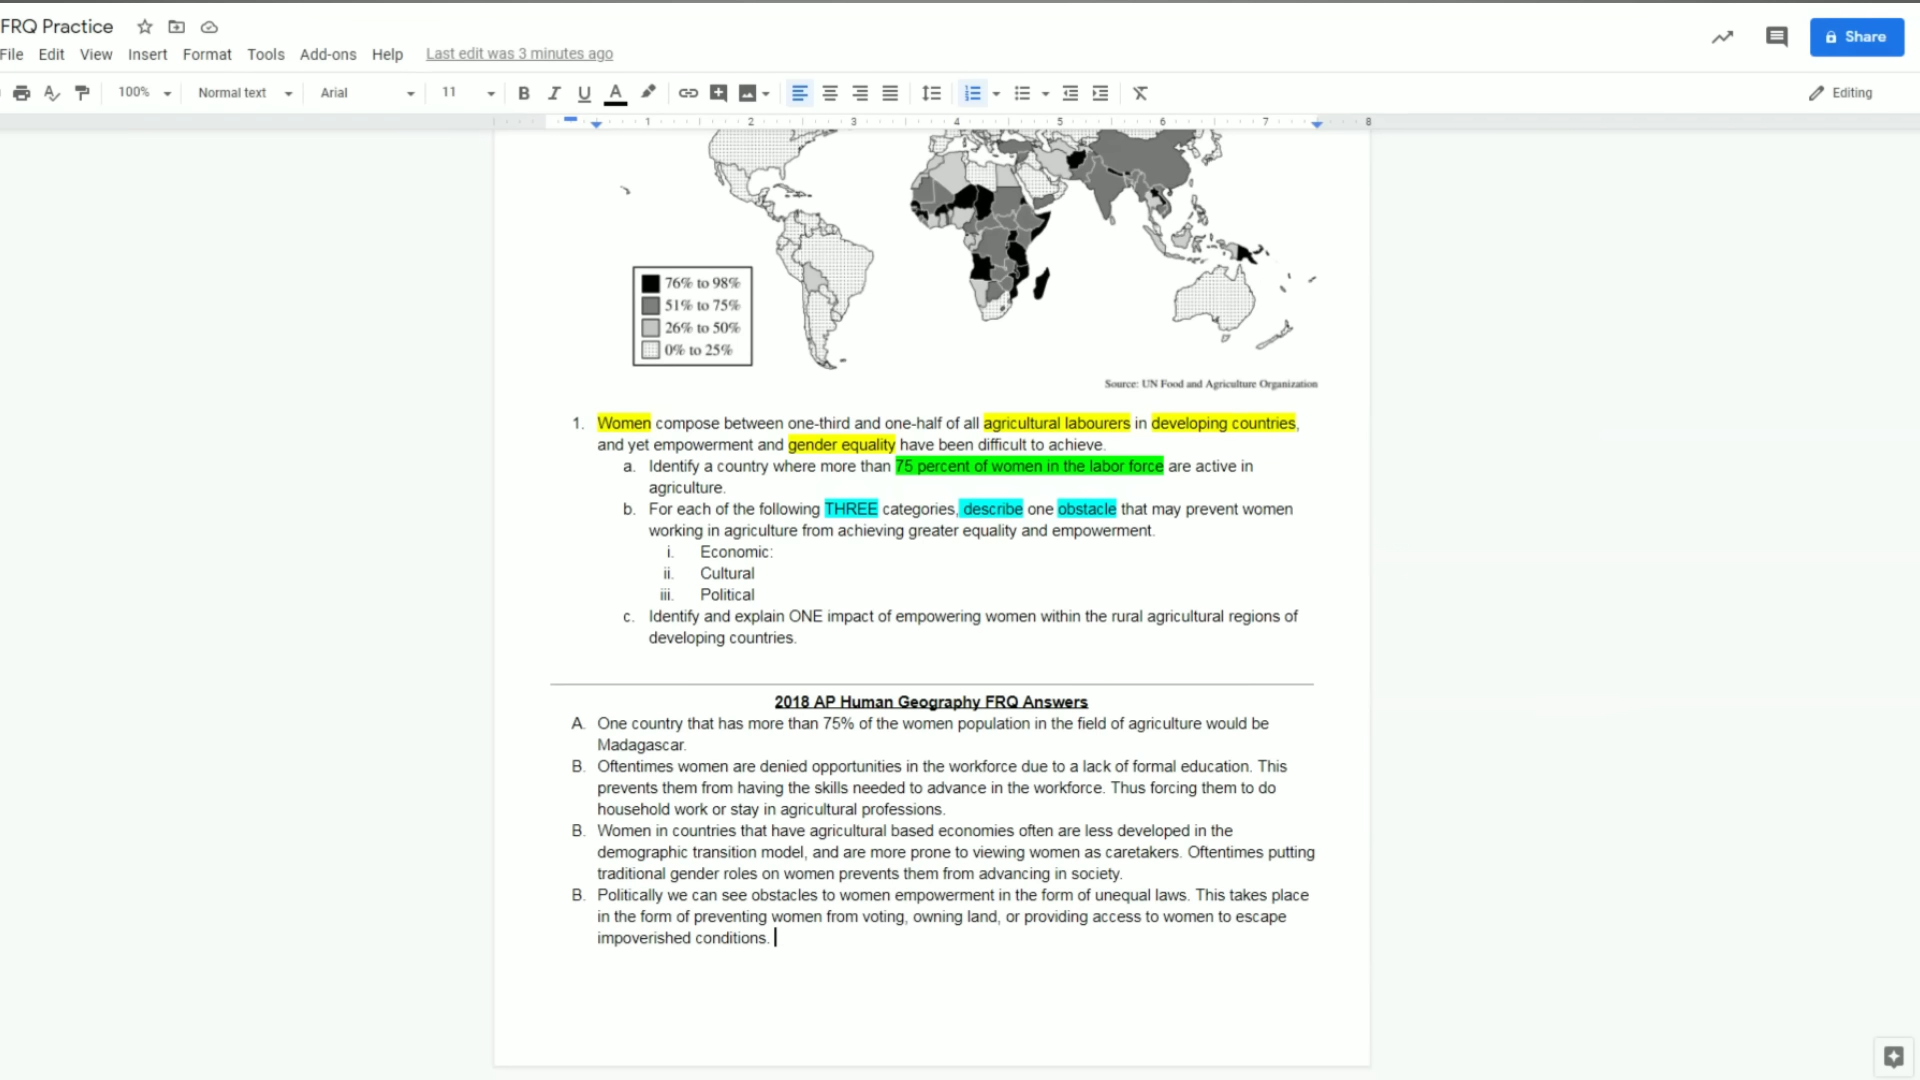 FRQ Practice
File Edit View Insert Format Tools Add-ons Help Last edit was 3 minutes ago
Share
100% Normal text Arial 11 B I U A Editing
1 2 3 4 5 6 7 8
76% to 98%
51% to 75%
26% to 50%
0% to 25%
Source: UN Food and Agriculture Organization
1. Women compose between one-third and one-half of all agricultural labourers in developing countries,
and yet empowerment and gender equality have been difficult to achieve.
a. Identify a country where more than 75 percent of women in the labor force are active in
agriculture.
b. For each of the following THREE categories, describe one obstacle that may prevent women
working in agriculture from achieving greater equality and empowerment.
i. Economic:
ii. Cultural
iii. Political
c. Identify and explain ONE impact of empowering women within the rural agricultural regions of
developing countries.
2018 AP Human Geography FRQ Answers
A. One country that has more than 75% of the women population in the field of agriculture would be
Madagascar.
B. Oftentimes women are denied opportunities in the workforce due to a lack of formal education. This
prevents them from having the skills needed to advance in the workforce. Thus forcing them to do
household work or stay in agricultural professions.
B. Women in countries that have agricultural based economies often are less developed in the
demographic transition model, and are more prone to viewing women as caretakers. Oftentimes putting
traditional gender roles on women prevents them from advancing in society.
B. Politically we can see obstacles to women empowerment in the form of unequal laws. This takes place
in the form of preventing women from voting, owning land, or providing access to women to escape
impoverished conditions.